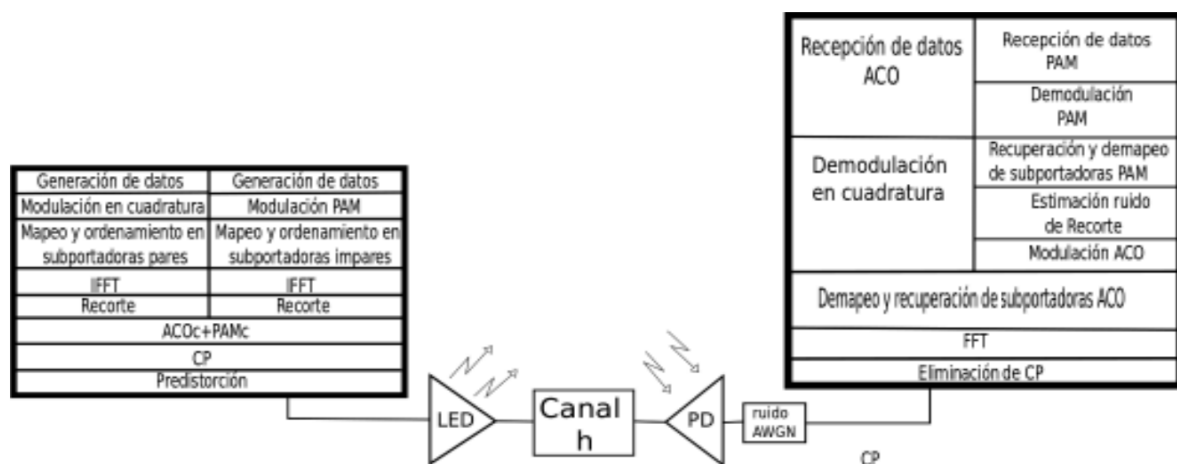 Generación de datos
Generación de datos
Modulación en cuadratura
Modulación PAM
Mapeo y ordenamiento en
subportadoras pares
Mapeo y ordenamiento en
subportadoras impares
IFFT
IFFT
Recorte
Recorte
ACOc+PAMc
CP
Predistorción
LED
Canal
h
PD
ruido
AWGN
CP
Recepción de datos
ACO
Recepción de datos
PAM
Demodulación
PAM
Demodulación
en cuadratura
Recuperación y demapeo
de subportadoras PAM
Estimación ruido
de Recorte
Modulación ACO
Demapeo y recuperación de subportadoras ACO
FFT
Eliminación de CP